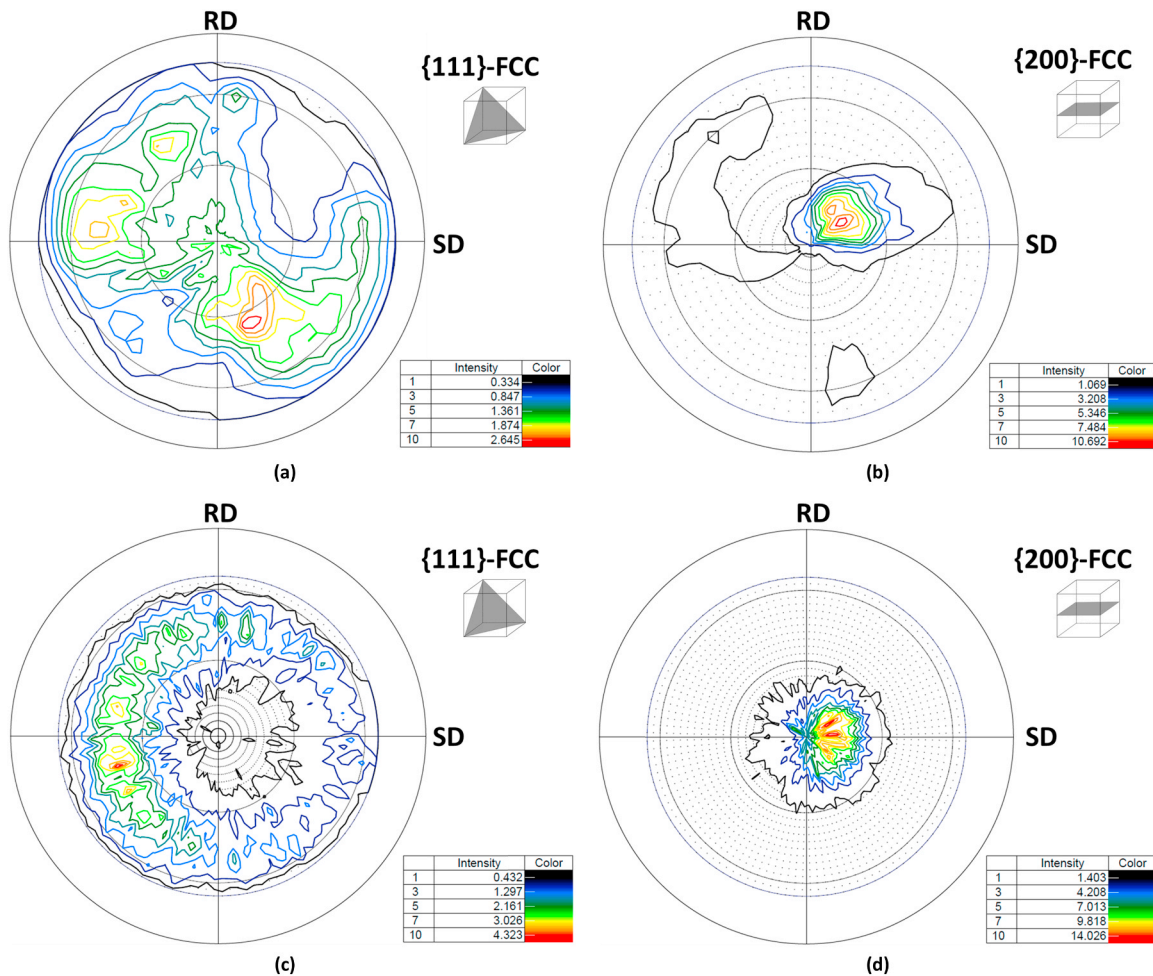 RD
{111}-FCC
SD
Intensity Color
1 0.334
3 0.847
5 1.361
7 1.874
10 2.645
(a)
RD
{200}-FCC
SD
Intensity Color
1 1.069
3 3.208
5 5.346
7 7.484
10 10.692
(b)
RD
{111}-FCC
SD
Intensity Color
1 0.432
3 1.297
5 2.161
7 3.026
10 4.323
(c)
RD
{200}-FCC
SD
Intensity Color
1 1.403
3 4.208
5 7.013
7 9.818
10 14.026
(d)